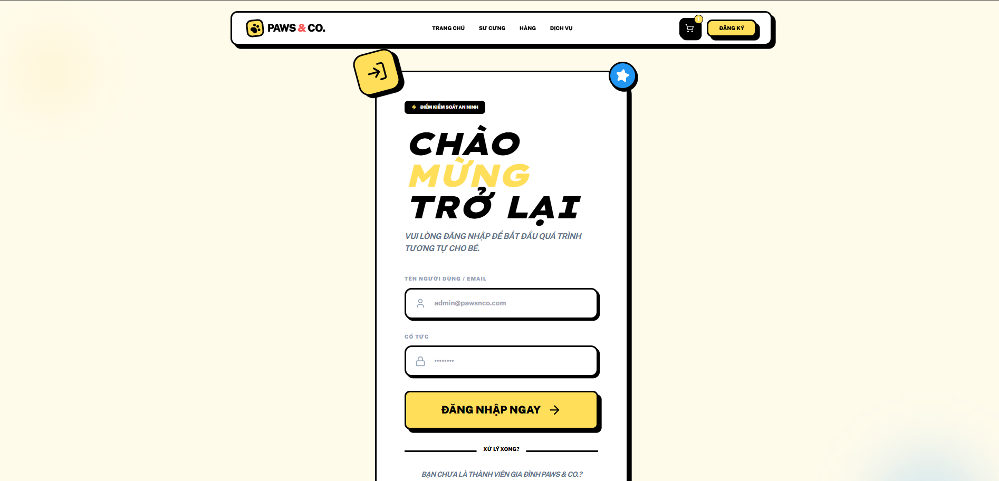 PAWS & CO.
TRANG CHỦ SƯ CƯNG HÀNG DỊCH VỤ
1
ĐĂNG KÝ
ĐIỂM KIỂM SOÁT AN NINH
CHÀO
MỪNG
TRỞ LẠI
VUI LÒNG ĐĂNG NHẬP ĐỂ BẮT ĐẦU QUÁ TRÌNH
TƯƠNG TỰ CHO BÉ.
TÊN NGƯỜI DÙNG / EMAIL
admin@pawsnco.com
CỔ TỨC
••••••••
ĐĂNG NHẬP NGAY
XỬ LÝ XONG?
BẠN CHƯA LÀ THÀNH VIÊN GIA ĐÌNH PAWS & CO.?